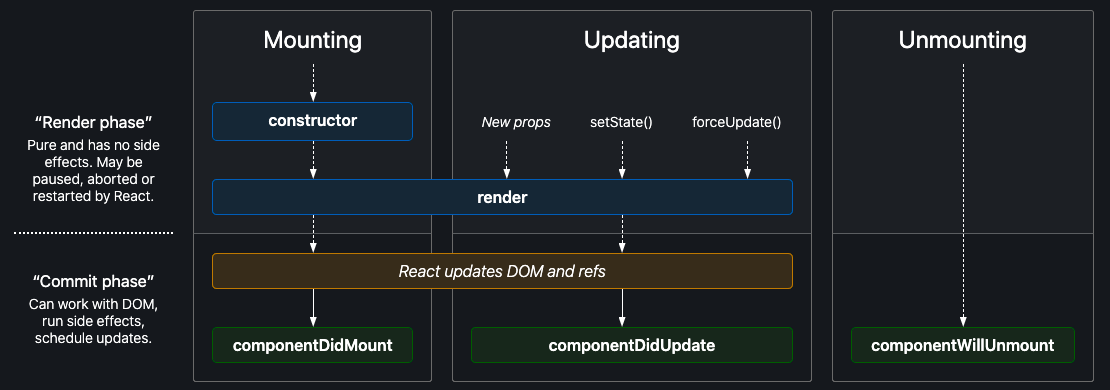 Mounting
Updating
Unmounting
“Render phase”
Pure and has no side
effects. May be
paused, aborted or
restarted by React.
constructor
New props
setState()
forceUpdate()
render
“Commit phase”
Can work with DOM,
run side effects,
schedule updates.
React updates DOM and refs
componentDidMount
componentDidUpdate
componentWillUnmount